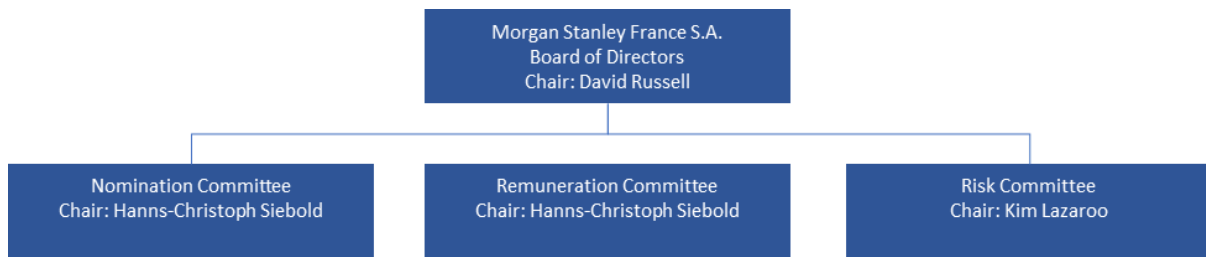 Morgan Stanley France S.A.
Board of Directors
Chair: David Russell
Nomination Committee
Chair: Hanns-Christoph Siebold
Remuneration Committee
Chair: Hanns-Christoph Siebold
Risk Committee
Chair: Kim Lazaroo